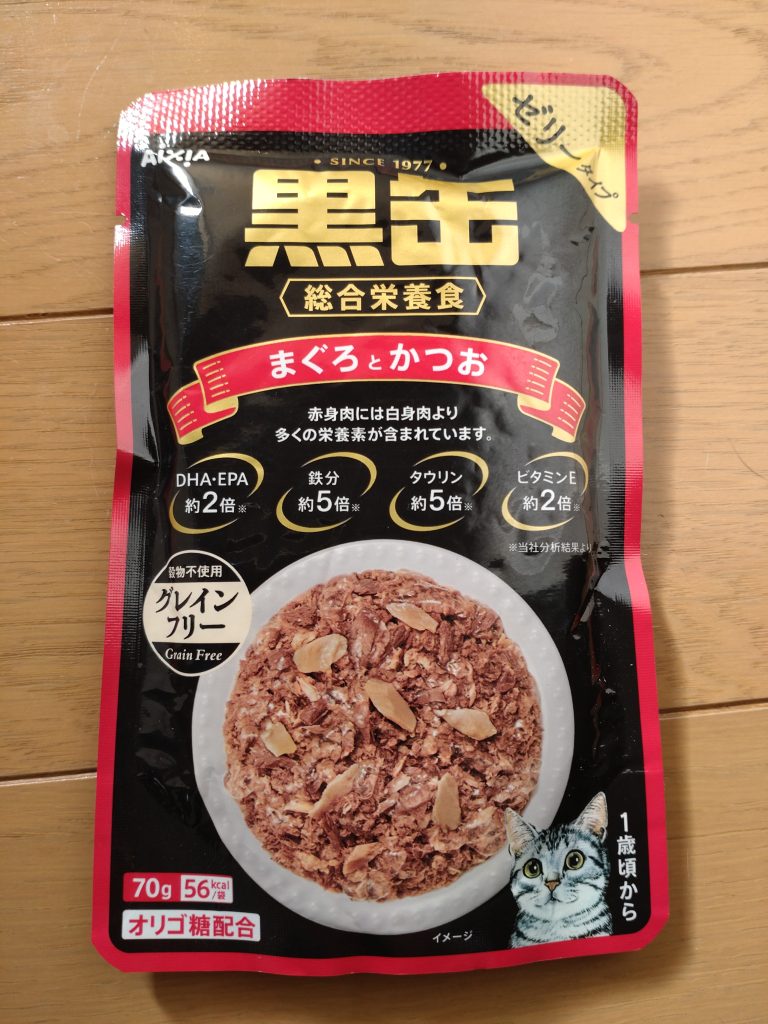 AIXIA
ゼリータイプ
• SINCE 1977 •
黒缶
総合栄養食
まぐろとかつお
赤身肉には白身肉より
多くの栄養素が含まれています。
DHA・EPA
約2倍※
鉄分
約5倍※
タウリン
約5倍※
ビタミンE
約2倍※
※当社分析結果より
穀物不使用
グレイン
フリー
Grain Free
1歳頃から
70g 56kcal/袋
オリゴ糖配合
イメージ